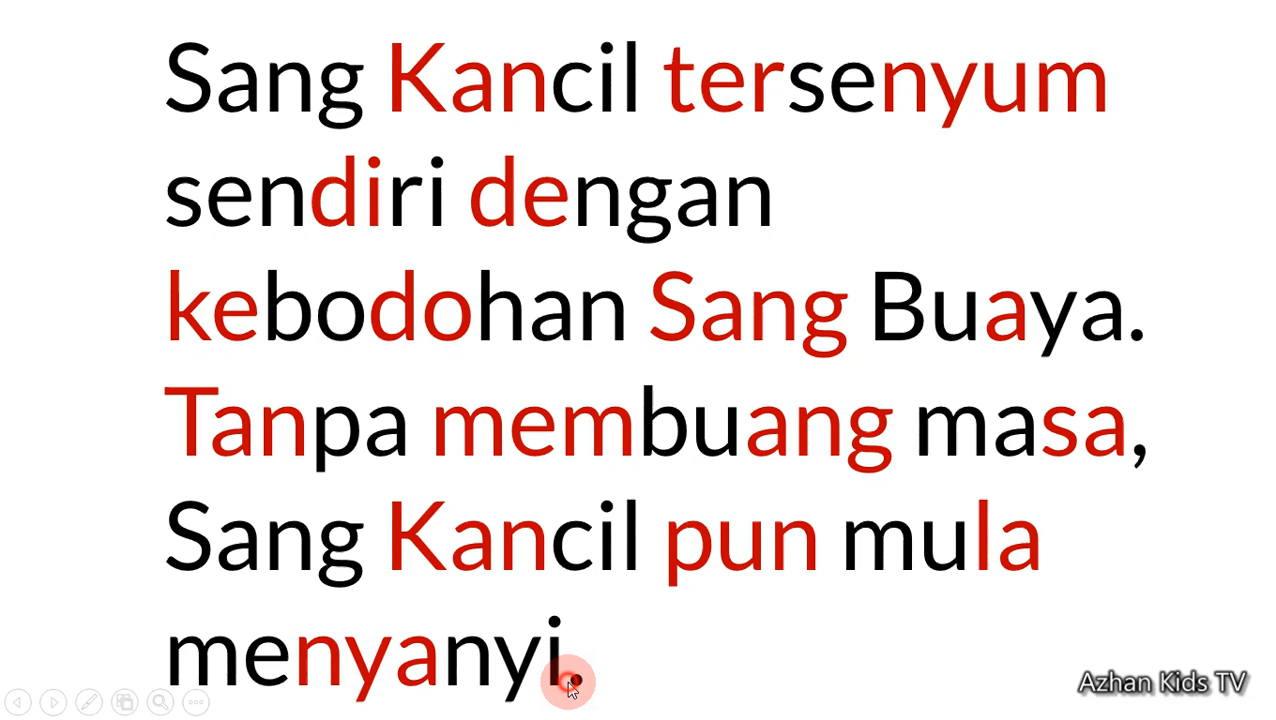 Sang Kancil tersenyum
sendiri dengan
kebodohan Sang Buaya.
Tanpa membuang masa,
Sang Kancil pun mula
menyanyi.
Azhan Kids TV